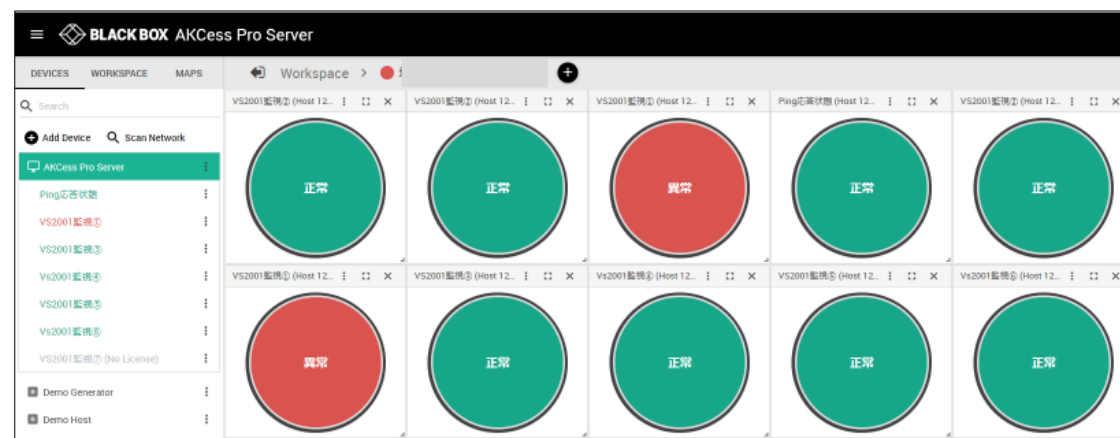 BLACK BOX AKCess Pro Server
DEVICES WORKSPACE MAPS
Workspace >
Search
Add Device Scan Network
AKCess Pro Server
Ping応答状態
VS2001監視①
VS2001監視③
Vs2001監視④
VS2001監視⑤
Vs2001監視⑥
VS2001監視⑦ (No License)
Demo Generator
Demo Host
VS2001監視② (Host 12...
VS2001監視② (Host 12...
VS2001監視① (Host 12...
Ping応答状態 (Host 12...
VS2001監視② (Host 12...
正常
正常
異常
正常
正常
VS2001監視① (Host 12...
VS2001監視③ (Host 12...
Vs2001監視④ (Host 12...
VS2001監視⑤ (Host 12...
Vs2001監視⑥ (Host 12...
異常
正常
正常
正常
正常